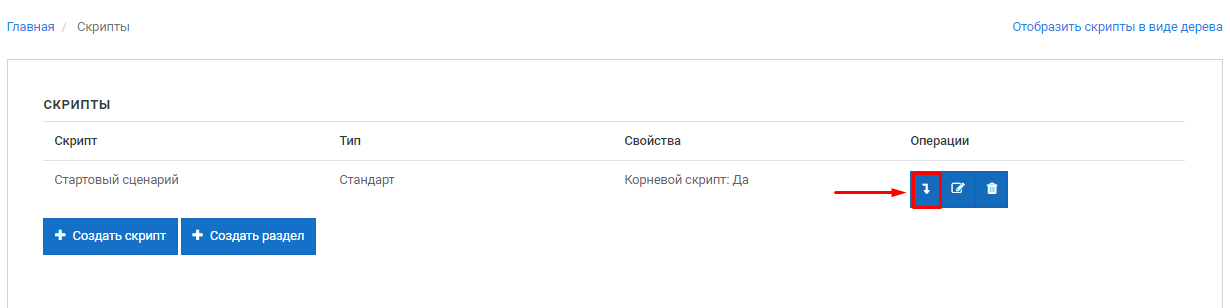 Главная / Скрипты
Отобразить скрипты в виде дерева
СКРИПТЫ
Скрипт Тип Свойства Операции
Стартовый сценарий Стандарт Корневой скрипт: Да
Создать скрипт Создать раздел